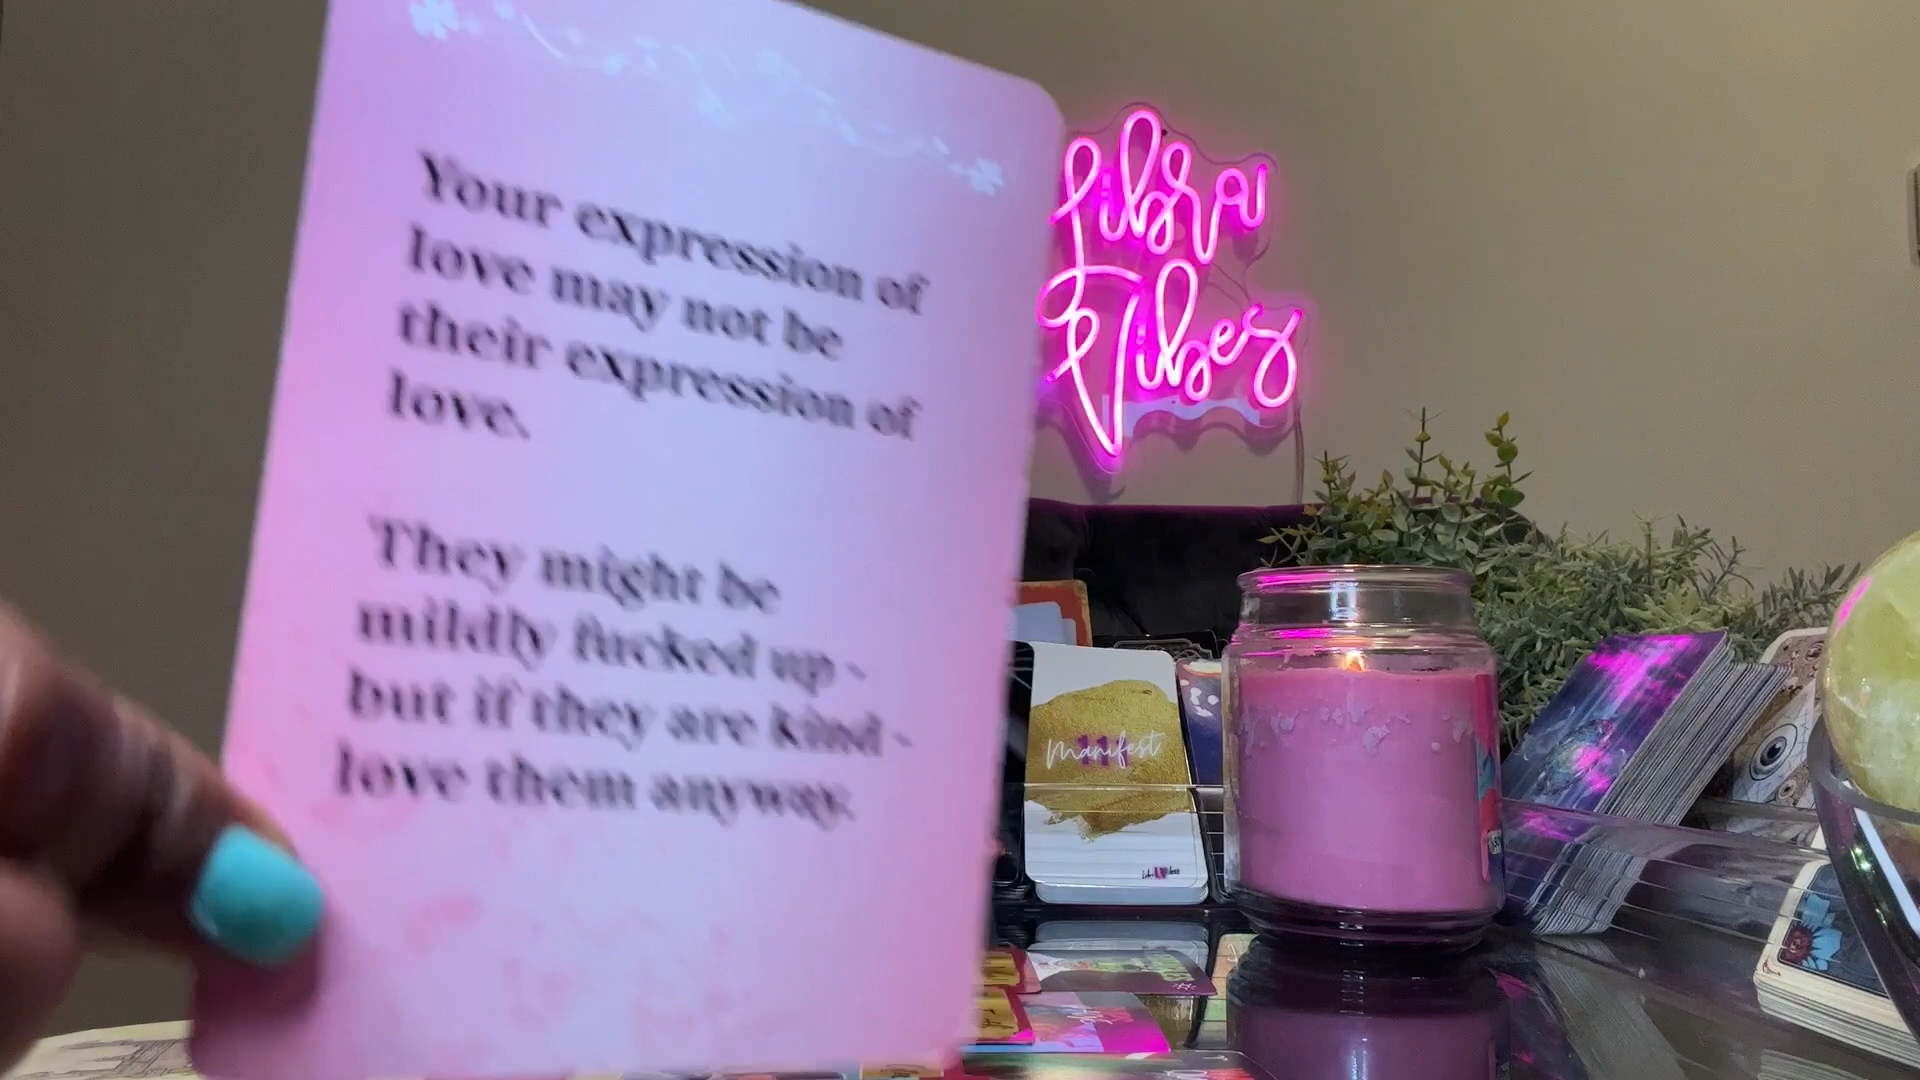 Your expression of
love may not be
their expression of
love.
They might be
mildly fucked up -
but if they are kind -
love them anyway.
Libra
Vibes
Manifest